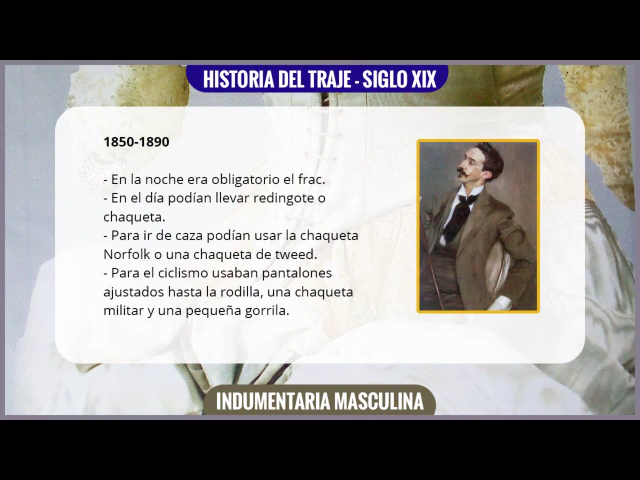 HISTORIA DEL TRAJE - SIGLO XIX
1850-1890
- En la noche era obligatorio el frac.
- En el día podían llevar redingote o
chaqueta.
- Para ir de caza podían usar la chaqueta
Norfolk o una chaqueta de tweed.
- Para el ciclismo usaban pantalones
ajustados hasta la rodilla, una chaqueta
militar y una pequeña gorrila.
INDUMENTARIA MASCULINA